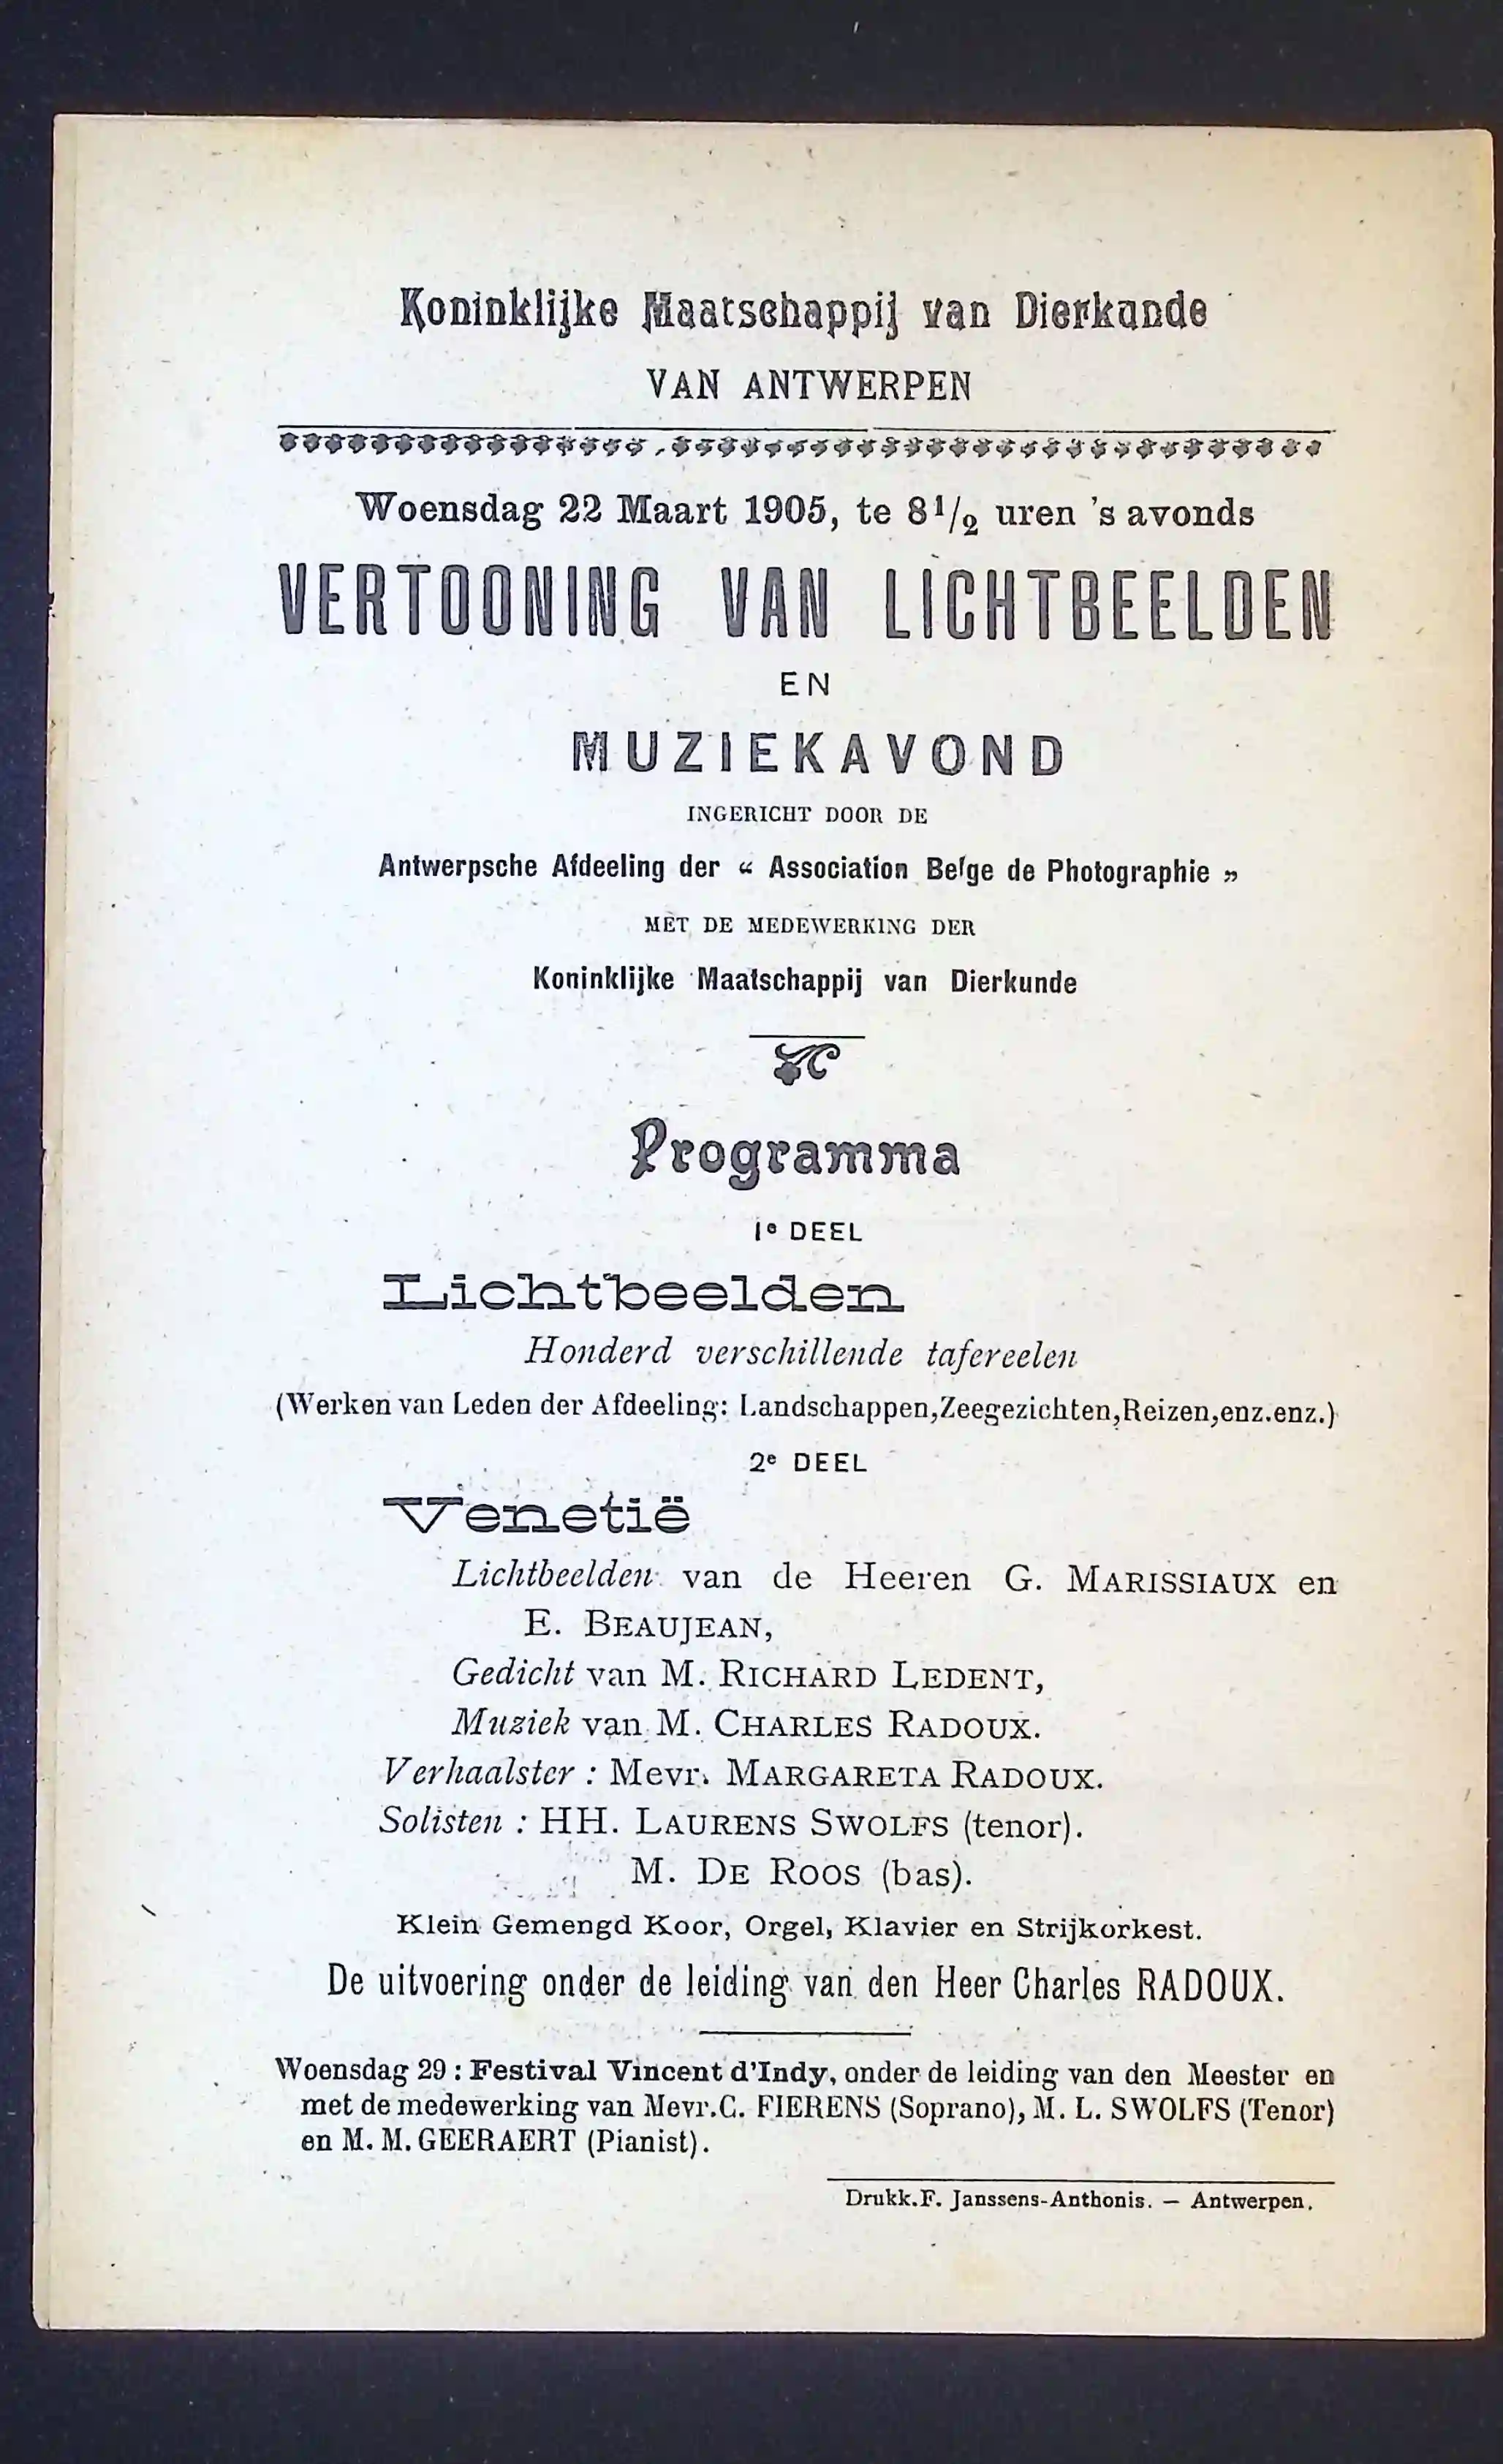 Koninklijke Maatschappij van Dierkunde
VAN ANTWERPEN
Woensdag 22 Maart 1905, te 8 1/2 uren 's avonds
VERTOONING VAN LICHTBEELDEN
EN
MUZIEKAVOND
INGERICHT DOOR DE
Antwerpsche Afdeeling der “ Association Belge de Photographie „
MET DE MEDEWERKING DER
Koninklijke Maatschappij van Dierkunde
Programma
1e DEEL
Lichtbeelden
Honderd verschillende tafereelen
(Werken van Leden der Afdeeling: Landschappen,Zeegezichten,Reizen,enz.enz.)
2e DEEL
Venetië
Lichtbeelden van de Heeren G. MARISSIAUX en
E. BEAUJEAN,
Gedicht van M. RICHARD LEDENT,
Muziek van M. CHARLES RADOUX.
Verhaalster : Mevr. MARGARETA RADOUX.
Solisten : HH. LAURENS SWOLFS (tenor).
M. DE ROOS (bas).
Klein Gemengd Koor, Orgel, Klavier en Strijkorkest.
De uitvoering onder de leiding van den Heer Charles RADOUX.
Woensdag 29 : Festival Vincent d'Indy, onder de leiding van den Meester en
met de medewerking van Mevr.C. FIERENS (Soprano), M. L. SWOLFS (Tenor)
en M. M. GEERAERT (Pianist).
Drukk.F. Janssens-Anthonis. — Antwerpen.